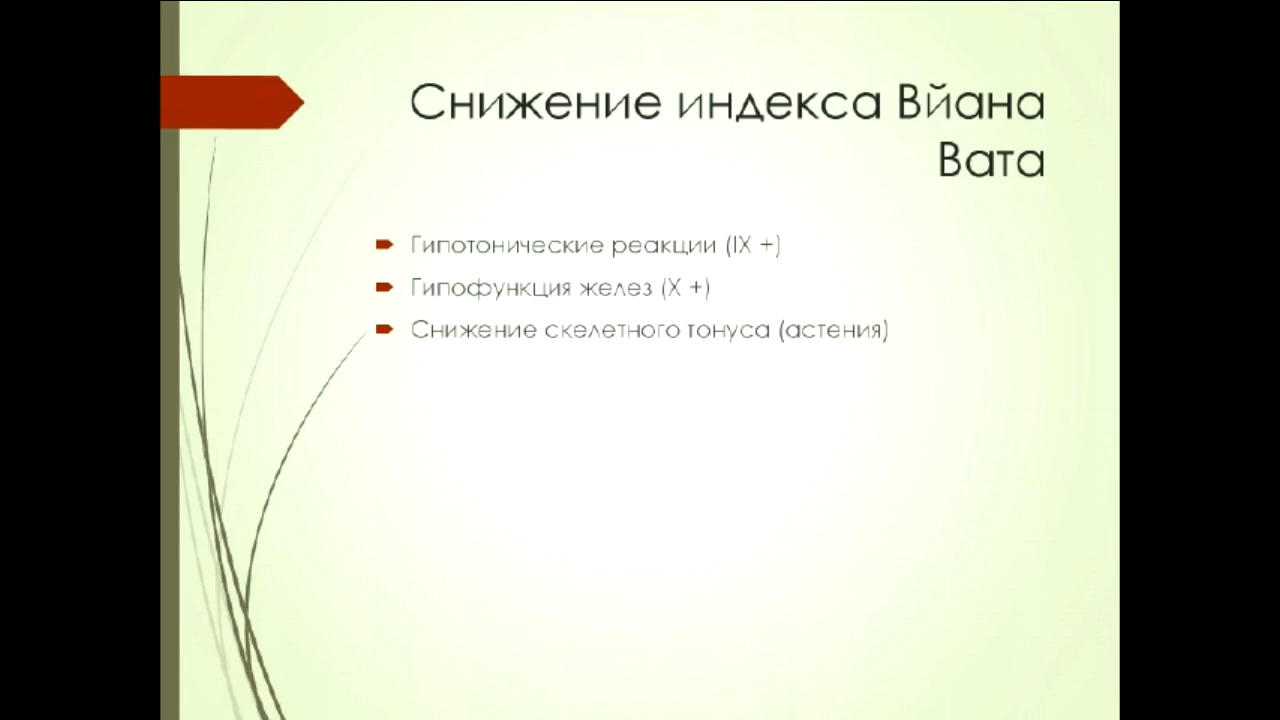 Снижение индекса Вйана
Вата
Гипотонические реакции (IX +)
Гипофункция желез (X +)
Снижение скелетного тонуса (астения)